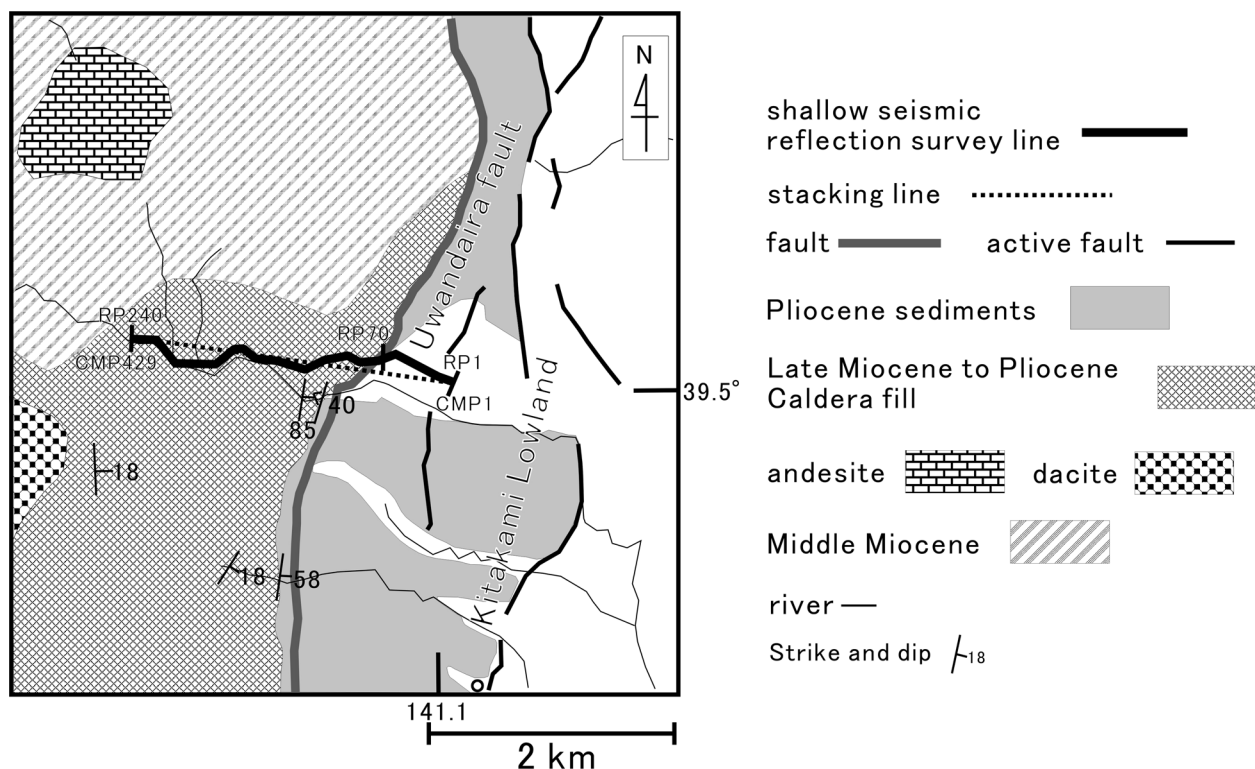 N
Uwandaira fault
RP240
CMP429
RP70
RP1
CMP1
39.5°
40
85
18
18
58
Kitakami Lowland
141.1
2 km
shallow seismic
reflection survey line
stacking line
fault
active fault
Pliocene sediments
Late Miocene to Pliocene
Caldera fill
andesite
dacite
Middle Miocene
river
Strike and dip
18